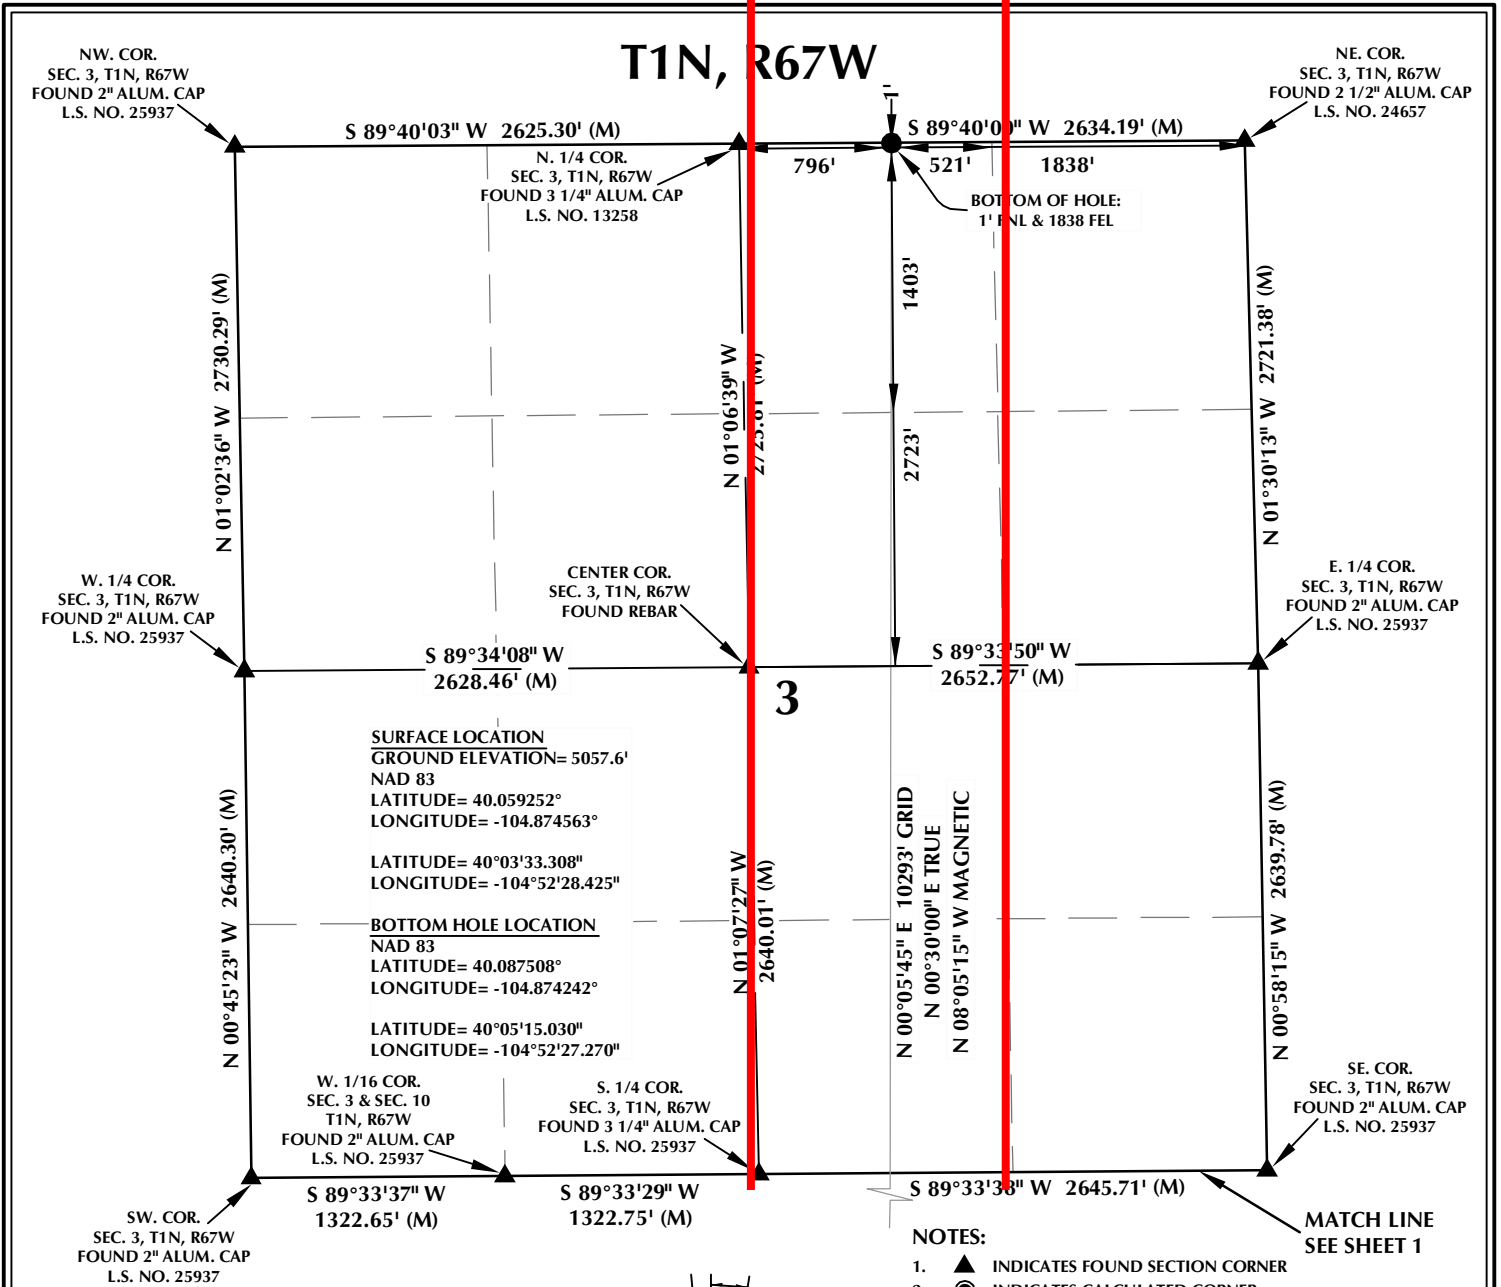 T1N, R67W
NW. COR.
SEC. 3, T1N, R67W
FOUND 2" ALUM. CAP
L.S. NO. 25937
NE. COR.
SEC. 3, T1N, R67W
FOUND 2 1/2" ALUM. CAP
L.S. NO. 24657
S 89°40'03" W 2625.30' (M)
1'
S 89°40'09" W 2634.19' (M)
N. 1/4 COR.
SEC. 3, T1N, R67W
FOUND 3 1/4" ALUM. CAP
L.S. NO. 13258
796'
521'
1838'
BOTTOM OF HOLE:
1' FNL & 1838 FEL
N 01°02'36" W 2730.29' (M)
N 01°06'39" W
(M)
1403'
2723'
N 01°30'13" W 2721.38' (M)
W. 1/4 COR.
SEC. 3, T1N, R67W
FOUND 2" ALUM. CAP
L.S. NO. 25937
CENTER COR.
SEC. 3, T1N, R67W
FOUND REBAR
E. 1/4 COR.
SEC. 3, T1N, R67W
FOUND 2" ALUM. CAP
L.S. NO. 25937
S 89°34'08" W
2628.46' (M)
S 89°33'50" W
2652.77' (M)
3
SURFACE LOCATION
GROUND ELEVATION= 5057.6'
NAD 83
LATITUDE= 40.059252°
LONGITUDE= -104.874563°
LATITUDE= 40°03'33.308"
LONGITUDE= -104°52'28.425"
BOTTOM HOLE LOCATION
NAD 83
LATITUDE= 40.087508°
LONGITUDE= -104.874242°
LATITUDE= 40°05'15.030"
LONGITUDE= -104°52'27.270"
N 00°45'23" W 2640.30' (M)
N 01°07'27" W
2640.01' (M)
N 00°05'45" E 10293' GRID
N 00°30'00" E TRUE
N 08°05'15" W MAGNETIC
N 00°58'15" W 2639.78' (M)
W. 1/16 COR.
SEC. 3 & SEC. 10
T1N, R67W
FOUND 2" ALUM. CAP
L.S. NO. 25937
S. 1/4 COR.
SEC. 3, T1N, R67W
FOUND 3 1/4" ALUM. CAP
L.S. NO. 25937
SE. COR.
SEC. 3, T1N, R67W
FOUND 2" ALUM. CAP
L.S. NO. 25937
S 89°33'37" W
1322.65' (M)
S 89°33'29" W
1322.75' (M)
S 89°33'38" W 2645.71' (M)
SW. COR.
SEC. 3, T1N, R67W
FOUND 2" ALUM. CAP
L.S. NO. 25937
MATCH LINE
SEE SHEET 1
NOTES:
1. INDICATES FOUND SECTION CORNER
2. INDICATES CALCULATED CORNER